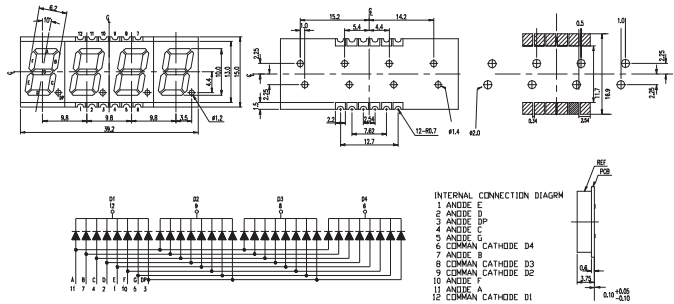 6.2
10°
12 11 10 9 8 7
1 2 3 4 5 6
DP
4.4
10.0
13.0
15.0
9.8 9.8 9.8 3.5
ø1.2
39.2
15.2 14.2
1.0
5.4 4.4
2.25
2.25
1.5
2.2 2.54
7.62
12.7
12-R0.7
ø1.4
0.5
1.0
ø2.0
11.7
16.9
0.34
2.54
2.25
2.25
D1 D2 D3 D4
12 9 8 6
A B C D E F G DP
11 7 4 2 1 10 5 3
INTERNAL CONNECTION DIAGRM
1 ANODE E
2 ANODE D
3 ANODE DP
4 ANODE C
5 ANODE G
6 COMMAN CATHODE D4
7 ANODE B
8 COMMAN CATHODE D3
9 COMMAN CATHODE D2
10 ANODE F
11 ANODE A
12 COMMAN CATHODE D1
REF
PCB
0.8
3.75
0.10 +0.05
-0.10